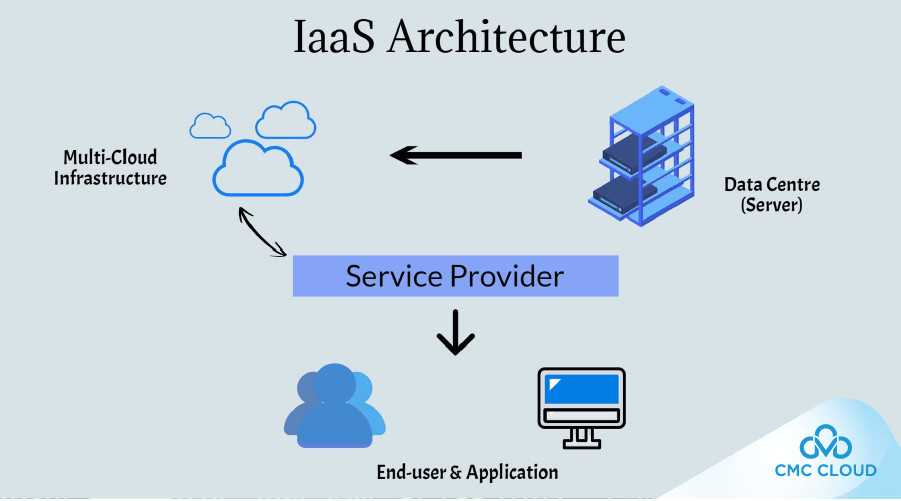 IaaS Architecture
Multi-Cloud
Infrastructure
Data Centre
(Server)
Service Provider
End-user & Application
CMC CLOUD